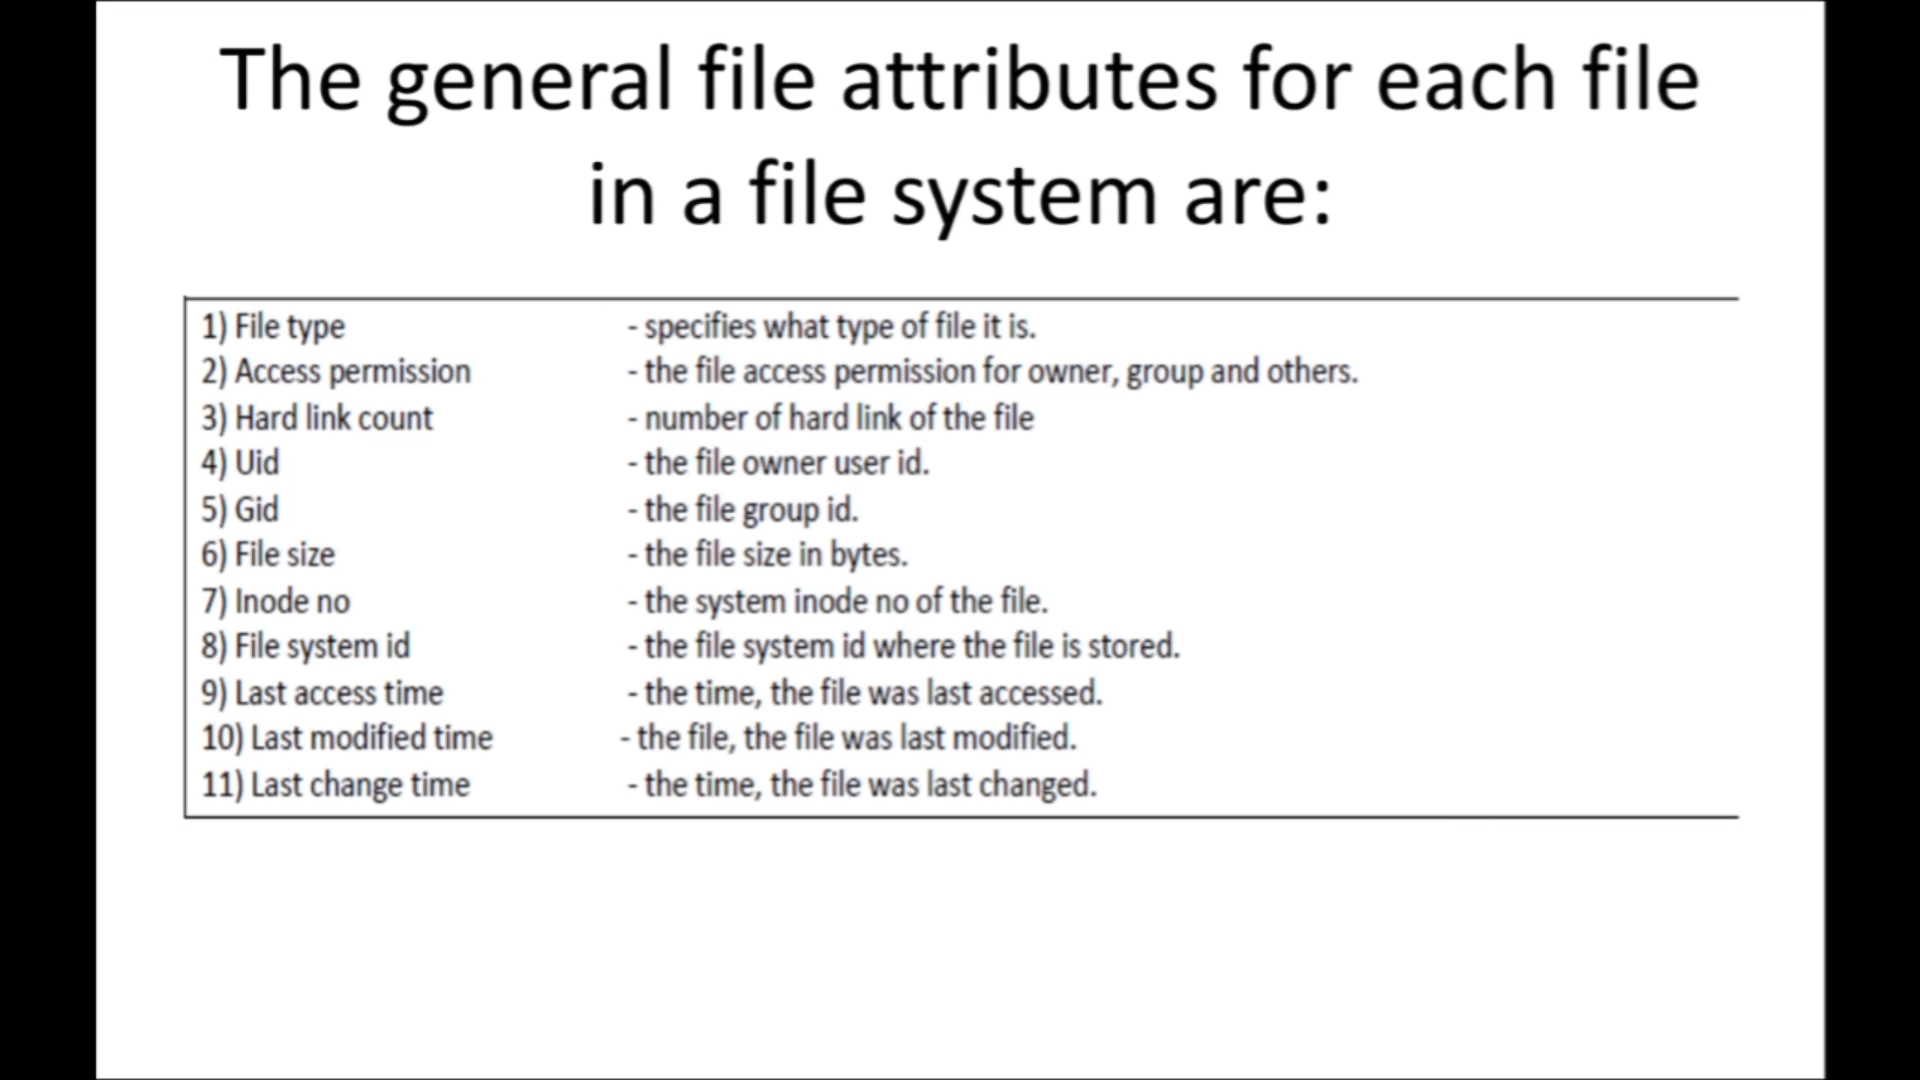 The general file attributes for each file
in a file system are:
1) File type - specifies what type of file it is.
2) Access permission - the file access permission for owner, group and others.
3) Hard link count - number of hard link of the file
4) Uid - the file owner user id.
5) Gid - the file group id.
6) File size - the file size in bytes.
7) Inode no - the system inode no of the file.
8) File system id - the file system id where the file is stored.
9) Last access time - the time, the file was last accessed.
10) Last modified time - the file, the file was last modified.
11) Last change time - the time, the file was last changed.